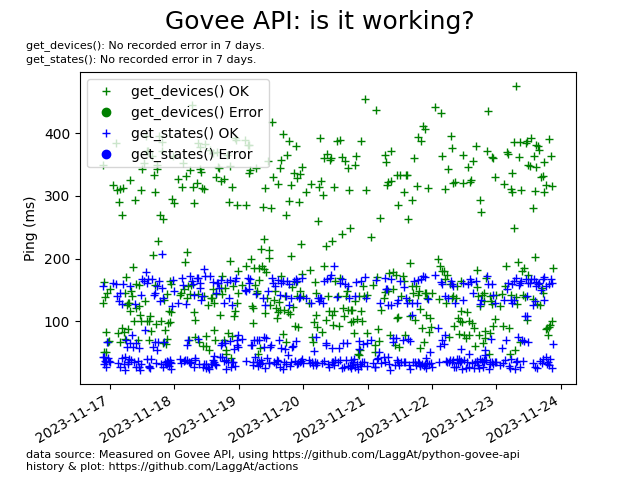 Govee API: is it working?
get_devices(): No recorded error in 7 days.
get_states(): No recorded error in 7 days.
get_devices() OK
get_devices() Error
get_states() OK
get_states() Error
400
300
200
100
Ping (ms)
2023-11-17
2023-11-18
2023-11-19
2023-11-20
2023-11-21
2023-11-22
2023-11-23
2023-11-24
data source: Measured on Govee API, using https://github.com/LaggAt/python-govee-api
history & plot: https://github.com/LaggAt/actions